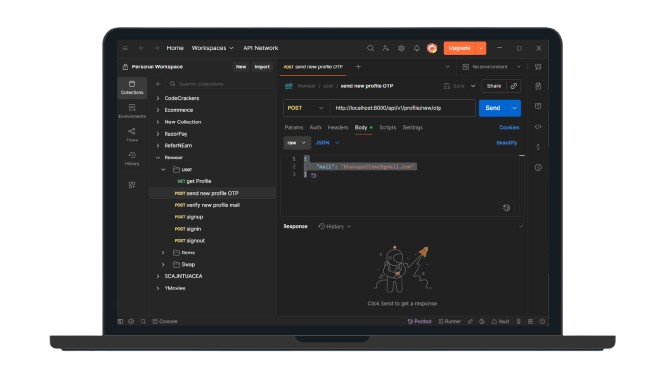 Home Workspaces API Network Upgrade
Personal Workspace New Import POST send new profile OTP No environment
Search collections Rewear / user / send new profile OTP Save Share
Collections
CodeCrackers
Ecommerce POST http://localhost:8000/api/v1/profile/new/otp Send
Environments
New Collection
RazorPay Params Auth Headers Body Scripts Settings Cookies
Flows
ReferNEarn raw JSON Beautify
Rewear
History
user 1 {
GET get Profile 2
POST send new profile OTP 3 }
POST verify new profile mail
POST signup
POST signin Response History
POST signout
Items
Swap
SCAJNTUACEA
YMovies
Click Send to get a response
Console Postbot Runner Vault